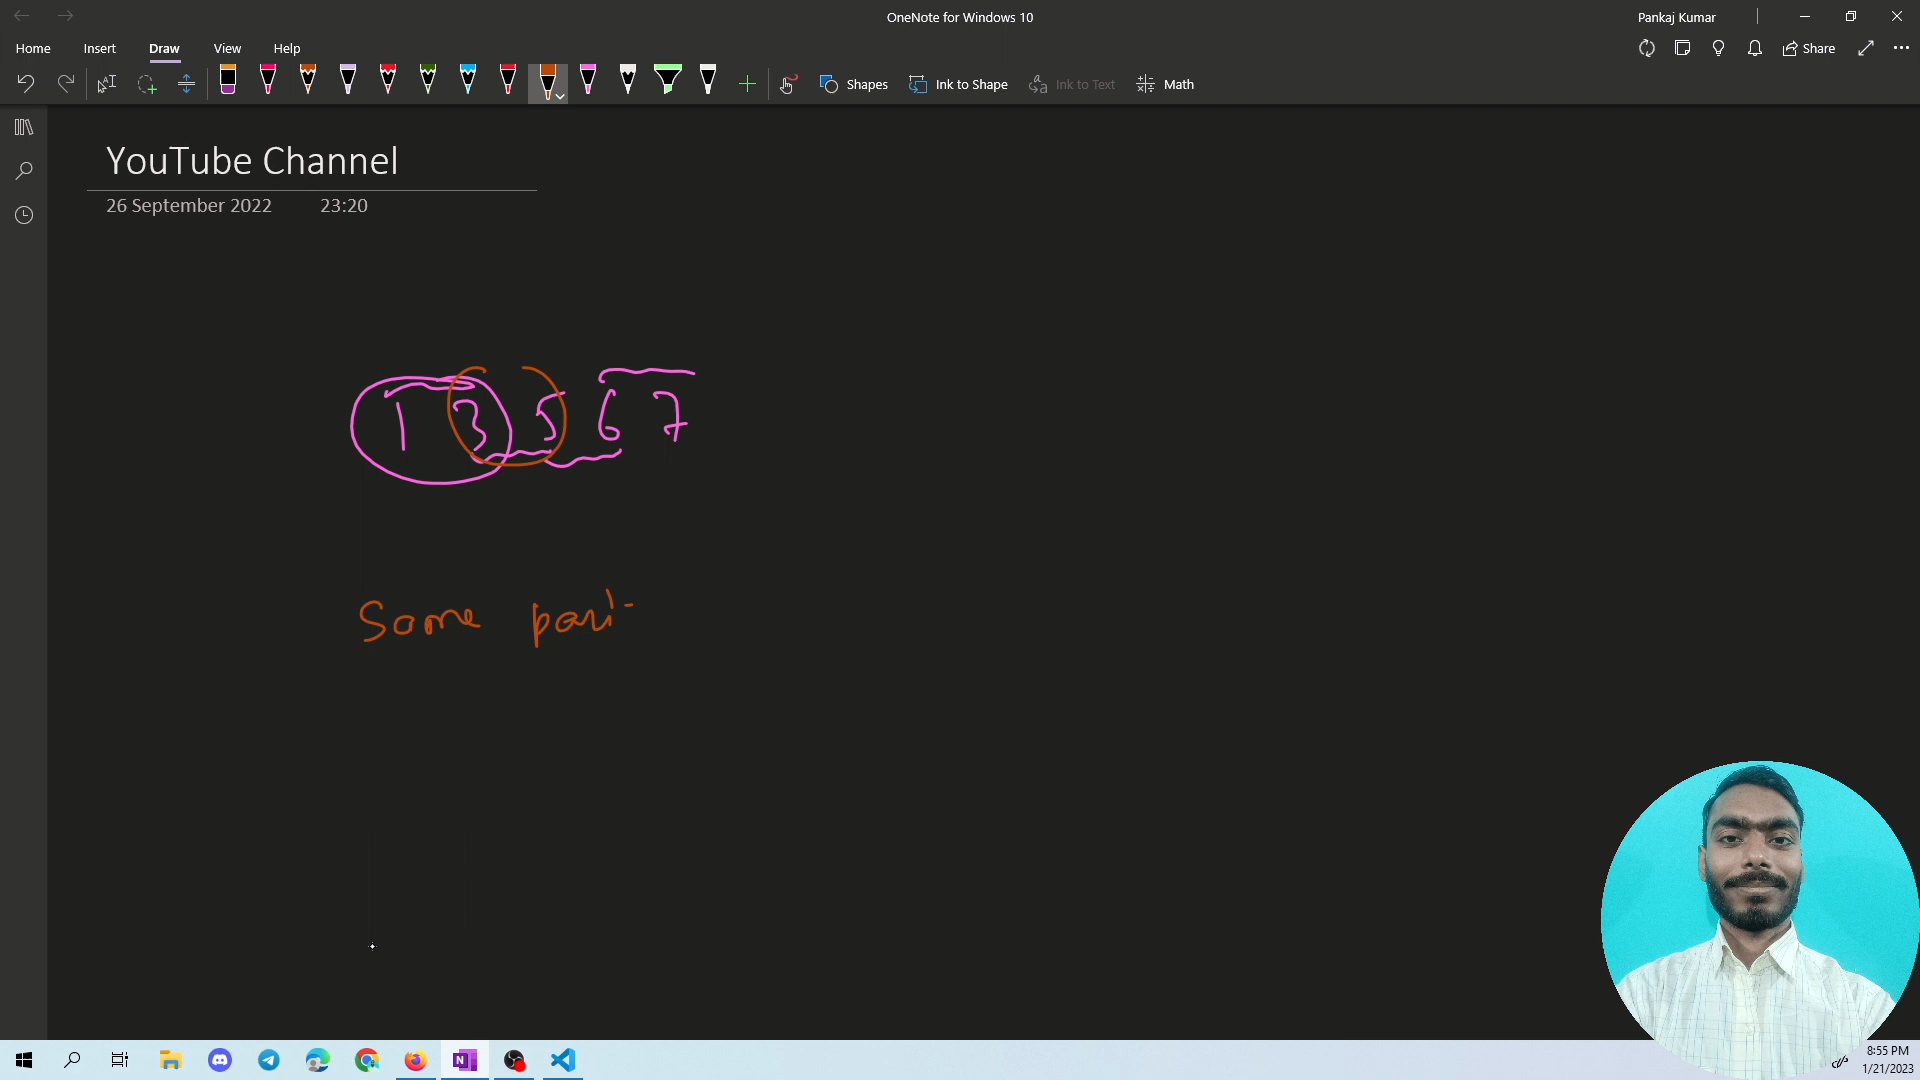 OneNote for Windows 10
Pankaj Kumar
Home Insert Draw View Help
Share
Shapes Ink to Shape Ink to Text Math
YouTube Channel
26 September 2022 23:20
1 3 5 6 7
Same pari
8:55 PM
1/21/2023